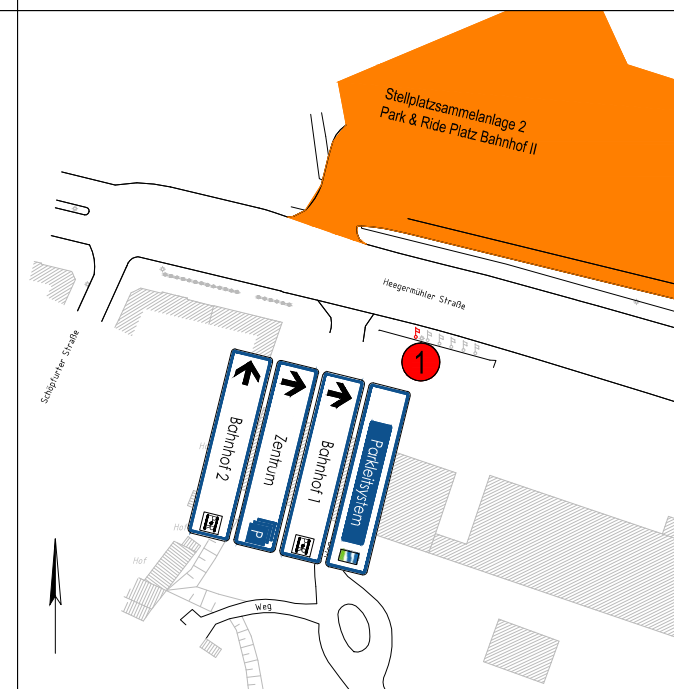 Stellplatzsammelanlage 2
Park & Ride Platz Bahnhof II
Heegermühler Straße
Schöpfurter Straße
1
Bahnhof 2
Zentrum
P
Bahnhof 1
Parkleitsystem
Hof
Hof
Weg